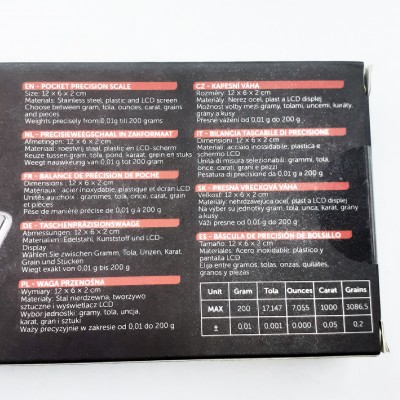 EN - POCKET PRECISION SCALE
Size: 12 x 6 x 2 cm
Materials: Stainless steel, plastic and LCD screen
Choose between gram, tola, ounces, carat, grains
and pieces
Weights precisely from 0,01g till 200 grams
NL - PRECISIEWEEGSCHAAL IN ZAKFORMAAT
Afmetingen: 12 x 6 x 2 cm
Materiaal: roestvrij staal, plastic en LCD-scherm
Keuze tussen gram, tola, pond, karaat, grein en stuks
Weegt nauwkeurig van 0,01g tot 200 gram
FR - BALANCE DE PRÉCISION DE POCHE
Dimensions : 12 x 6 x 2 cm
Matériaux : acier inoxydable, plastique et écran LCD
Unités au choix : grammes, tola, once, carat, grain
et pièces
Pèse de manière précise de 0,01 g à 200 g
DE - TASCHENPRÄZISIONSWAAGE
Abmessungen: 12 x 6 x 2 cm
Materialien: Edelstahl, Kunststoff und LCD-
Display
Wählen Sie zwischen Gramm, Tola, Unzen, Karat,
Grain und Stücken
Wiegt exakt von 0,01 g bis 200 g
PL - WAGA PRZENOŚNA
Wymiary: 12 x 6 x 2 cm
Materiały: Stal nierdzewna, tworzywo
sztuczne i wyświetlacz LCD
Wybór jednostki: gramy, tola, uncja,
karat, gran i sztuki
Waży precyzyjnie w zakresie od 0,01 do 200 g
CZ - KAPESNÍ VÁHA
Rozměry: 12 x 6 x 2 cm
Materiály: Nerez ocel, plast a LCD displej
Možnost volby mezi gramy, tolami, uncemi, karáty,
grany a kusy
Přesné vážení od 0,01 g do 200 g
IT - BILANCIA TASCABILE DI PRECISIONE
Dimensioni: 12 x 6 x 2 cm
Materiali: acciaio inossidabile, plastica e
schermo LCD
Unità di misura selezionabili: grammi, tola,
once, carati, grani e pezzi
Pesatura di precisione da 0,01 g a 200 g
SK - PRESNÁ VRECKOVÁ VÁHA
Veľkosť: 12 x 6 x 2 cm
Materiály: nehrdzavejúca oceľ, plast a LCD displej
Na výber sú jednotky gram, tola, unca, karát, grány
a kusy
Váži presne od 0.01 g do 200 g
ES - BÁSCULA DE PRECISIÓN DE BOLSILLO
Tamaño: 12 x 6 x 2 cm
Materiales: Acero inoxidable, plástico y
pantalla LCD
Elija entre gramos, tolas, onzas, quilates,
granos y piezas
Unit Gram Tola Ounces Carat Grains
MAX 200 17,147 7.055 1000 3086.5
± 0.01 0.001 0.000 0.05 0.2